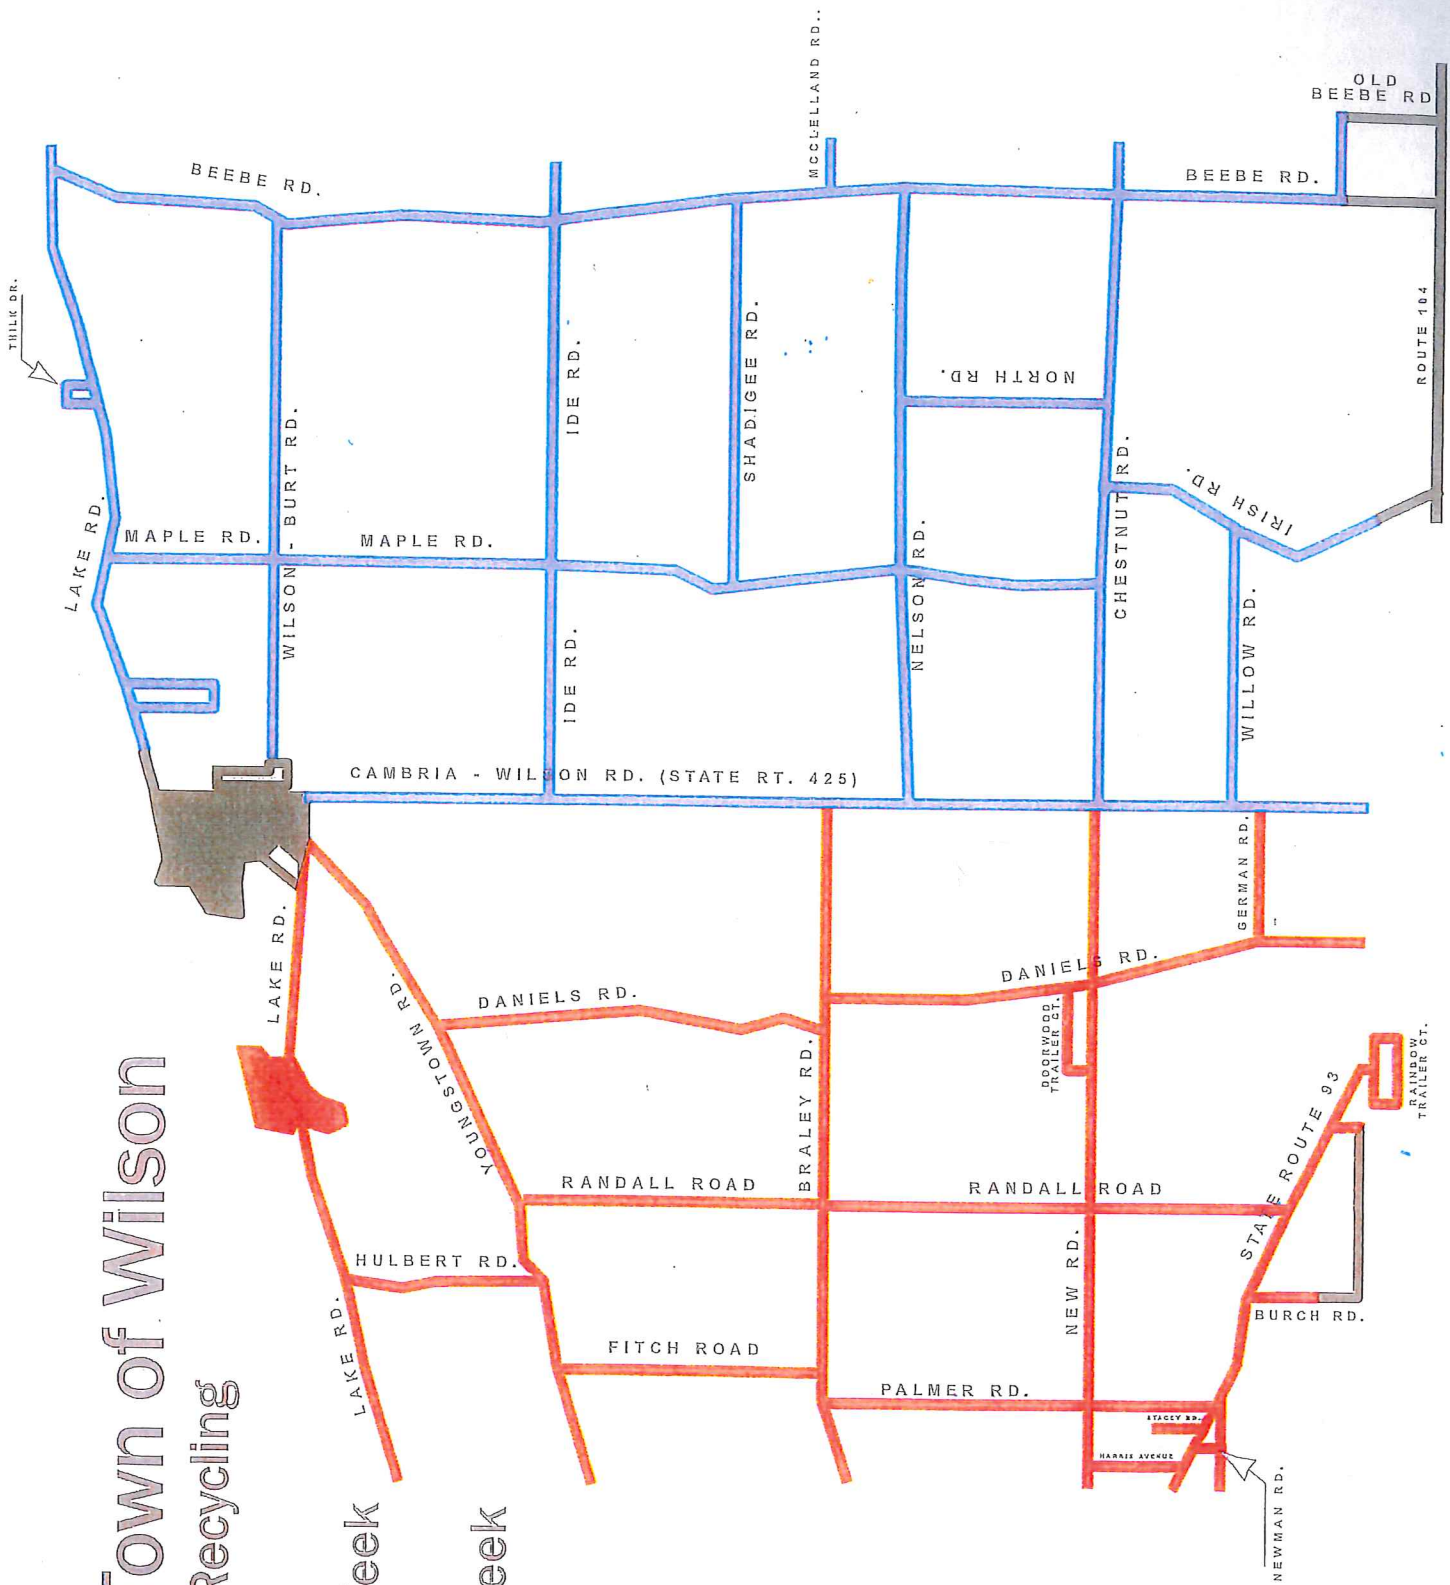 Town of Wilson
Recycling
eek
eek
OLD
BEEBE RD
MCCLELLAND RD..
BEEBE RD.
BEEBE RD.
THILK DR.
ROUTE 104
IDE RD.
SHADIGEE RD.
NORTH RD.
LAKE RD.
WILSON - BURT RD.
MAPLE RD.
MAPLE RD.
CHESTNUT RD.
IRISH RD.
IDE RD.
NELSON RD.
WILLOW RD.
CAMBRIA - WILSON RD. (STATE RT. 425)
GERMAN RD.
LAKE RD.
YOUNGSTOWN RD.
DANIELS RD.
DANIELS RD.
DOORWOOD
TRAILER CT.
BRALEY RD.
RAINBOW
TRAILER CT.
STATE ROUTE 93
RANDALL ROAD
RANDALL ROAD
HULBERT RD.
NEW RD.
BURCH RD.
LAKE RD.
FITCH ROAD
PALMER RD.
STACEY RD.
HARRIS AVENUE
NEWMAN RD.